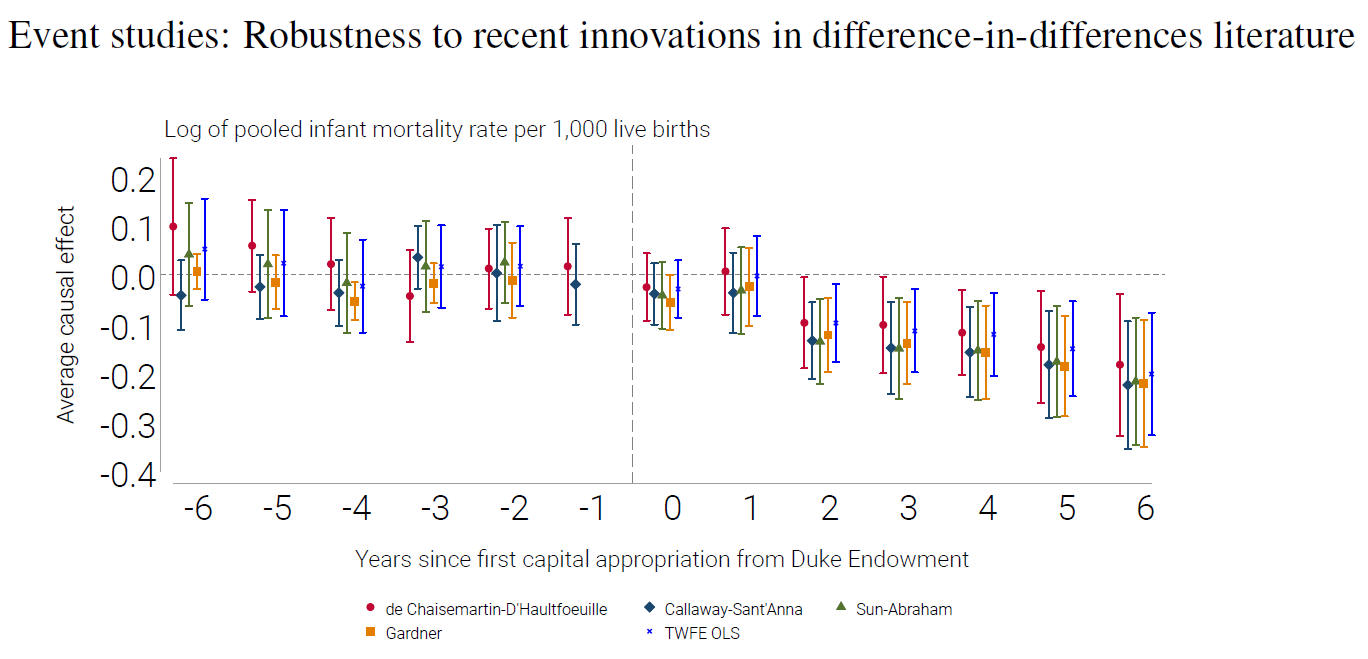 Event studies: Robustness to recent innovations in difference-in-differences literature
Log of pooled infant mortality rate per 1,000 live births
Average causal effect
0.2
0.1
0.0
-0.1
-0.2
-0.3
-0.4
-6 -5 -4 -3 -2 -1 0 1 2 3 4 5 6
Years since first capital appropriation from Duke Endowment
de Chaisemartin-D'Haultfoeuille Callaway-Sant'Anna Sun-Abraham
Gardner TWFE OLS